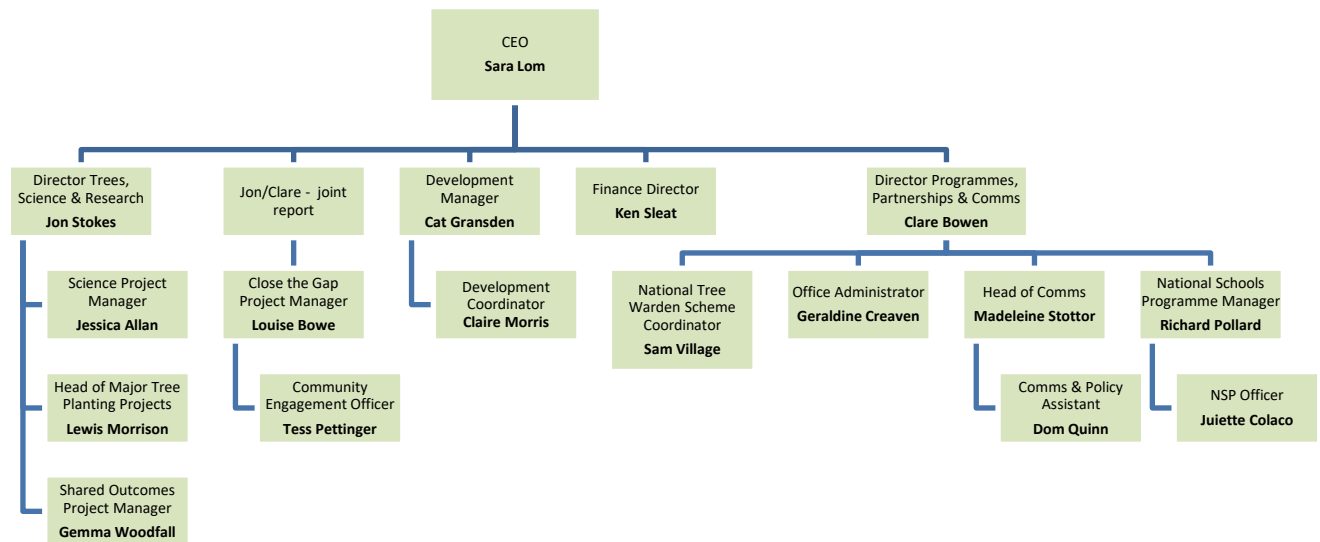 CEO
Sara Lom
Director Trees,
Science & Research
Jon Stokes
Jon/Clare - joint
report
Development
Manager
Cat Gransden
Finance Director
Ken Sleat
Director Programmes,
Partnerships & Comms
Clare Bowen
Science Project
Manager
Jessica Allan
Close the Gap
Project Manager
Louise Bowe
Development
Coordinator
Claire Morris
National Tree
Warden Scheme
Coordinator
Sam Village
Office Administrator
Geraldine Creaven
Head of Comms
Madeleine Stottor
National Schools
Programme Manager
Richard Pollard
Head of Major Tree
Planting Projects
Lewis Morrison
Community
Engagement Officer
Tess Pettinger
Comms & Policy
Assistant
Dom Quinn
NSP Officer
Juiette Colaco
Shared Outcomes
Project Manager
Gemma Woodfall